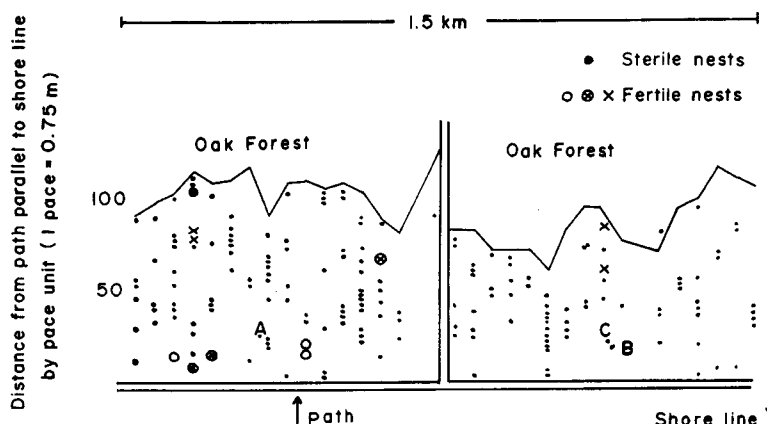 1.5 km
• Sterile nests
○ ⊗ × Fertile nests
Oak Forest
Oak Forest
Distance from path parallel to shore line
by pace unit (1 pace = 0.75 m)
100
50
A
C
B
Path
Shore line